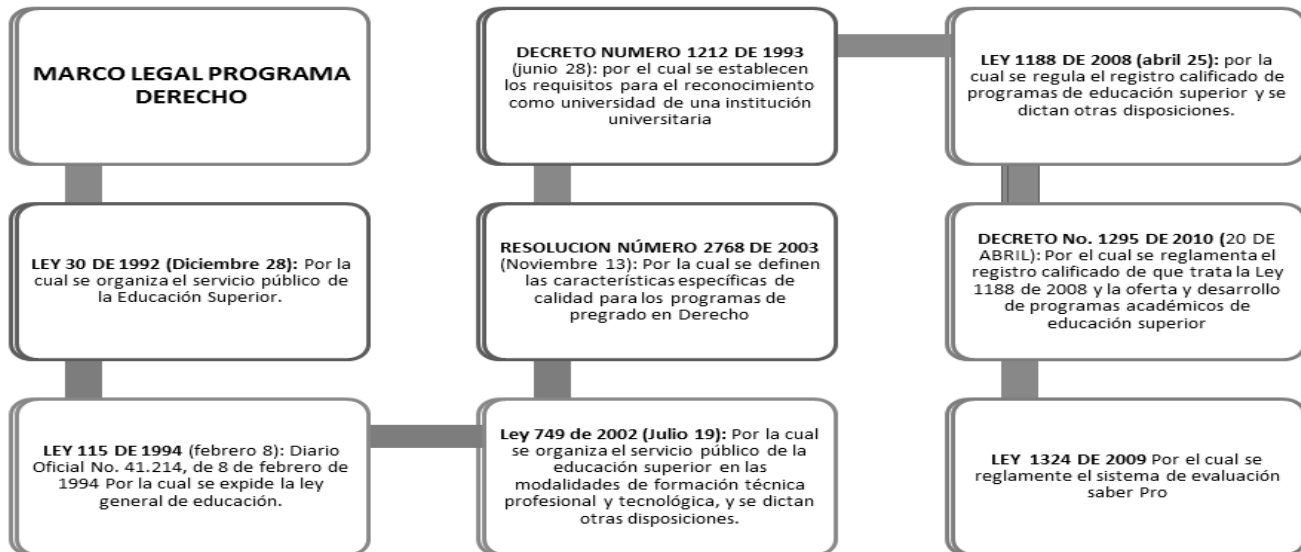 MARCO LEGAL PROGRAMA
DERECHO
LEY 30 DE 1992 (Diciembre 28): Por la
cual se organiza el servicio público de
la Educación Superior.
LEY 115 DE 1994 (febrero 8): Diario
Oficial No. 41.214, de 8 de febrero de
1994 Por la cual se expide la ley
general de educación.
Ley 749 de 2002 (Julio 19): Por la cual
se organiza el servicio público de la
educación superior en las
modalidades de formación técnica
profesional y tecnológica, y se dictan
otras disposiciones.
RESOLUCION NÚMERO 2768 DE 2003
(Noviembre 13): Por la cual se definen
las características específicas de
calidad para los programas de
pregrado en Derecho
DECRETO NUMERO 1212 DE 1993
(junio 28): por el cual se establecen
los requisitos para el reconocimiento
como universidad de una institución
universitaria
LEY 1188 DE 2008 (abril 25): por la
cual se regula el registro calificado de
programas de educación superior y se
dictan otras disposiciones.
DECRETO No. 1295 DE 2010 (20 DE
ABRIL): Por el cual se reglamenta el
registro calificado de que trata la Ley
1188 de 2008 y la oferta y desarrollo
de programas académicos de
educación superior
LEY 1324 DE 2009 Por el cual se
reglamente el sistema de evaluación
saber Pro